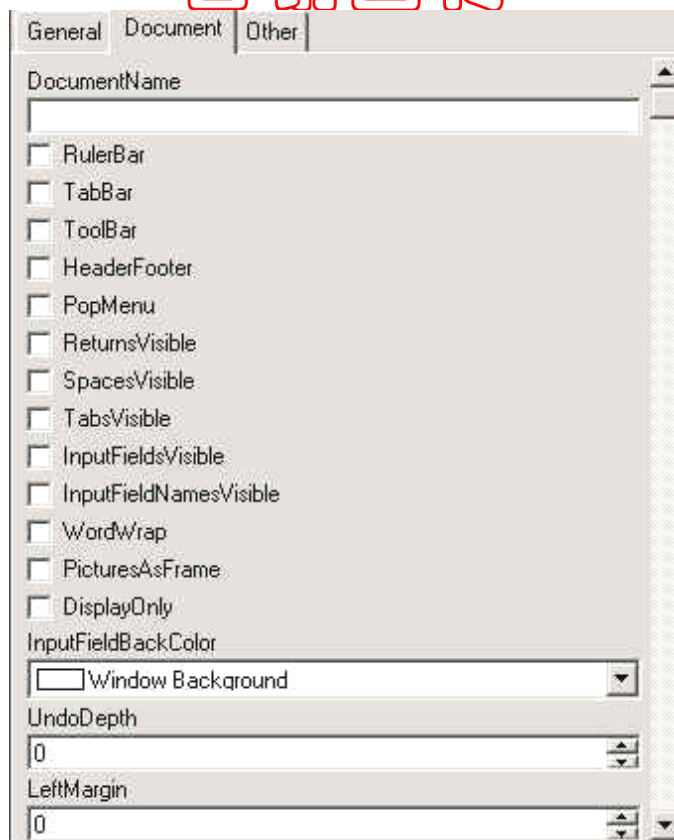 General Document Other
DocumentName
RulerBar
TabBar
ToolBar
HeaderFooter
PopMenu
ReturnsVisible
SpacesVisible
TabsVisible
InputFieldsVisible
InputFieldNamesVisible
WordWrap
PicturesAsFrame
DisplayOnly
InputFieldBackColor
Window Background
UndoDepth
0
LeftMargin
0